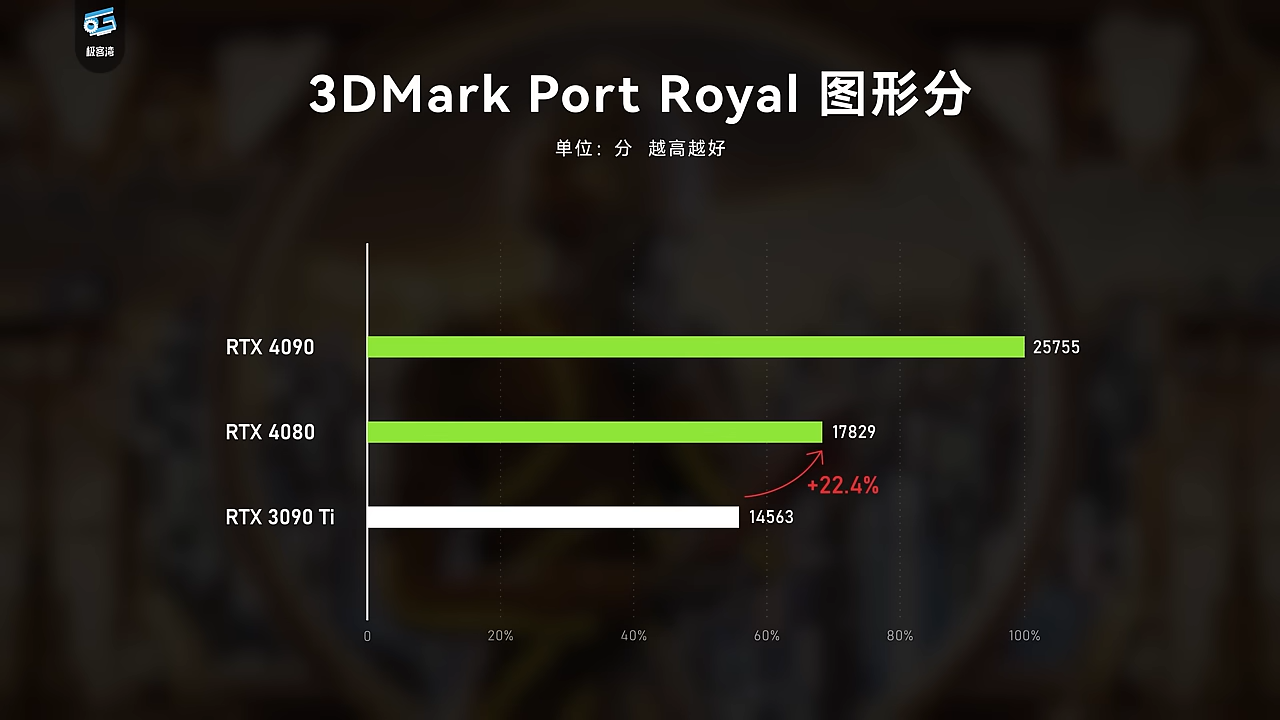 极客湾
3DMark Port Royal 图形分
单位：分 越高越好
RTX 4090 25755
RTX 4080 17829
+22.4%
RTX 3090 Ti 14563
0 20% 40% 60% 80% 100%